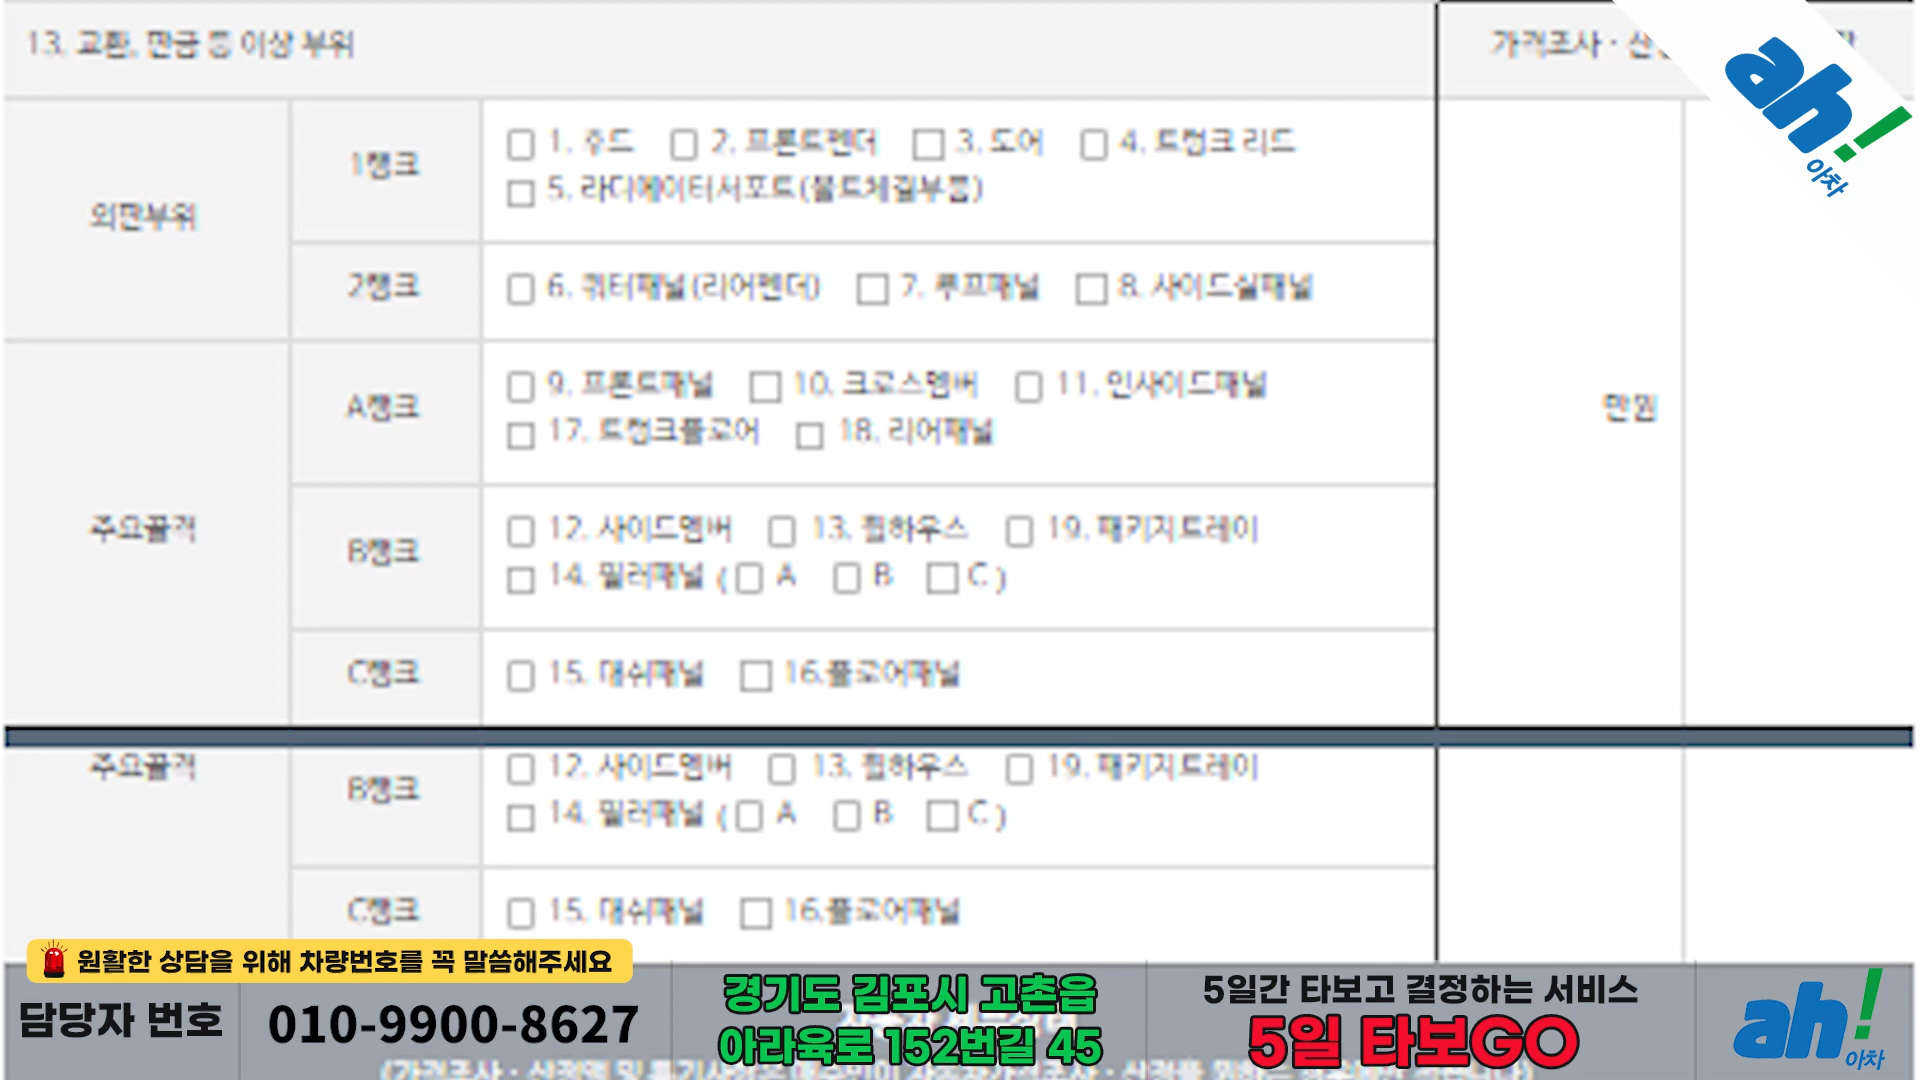 13. 교환, 판금 등 이상 부위
가격조사 · 산정
외판부위
1랭크
1. 후드 2. 프론트펜더 3. 도어 4. 트렁크 리드
5. 라디에이터서포트(볼트체결부품)
2랭크
6. 쿼터패널(리어펜더) 7. 루프패널 8. 사이드실패널
주요골격
A랭크
9. 프론트패널 10. 크로스멤버 11. 인사이드패널
17. 트렁크플로어 18. 리어패널
B랭크
12. 사이드멤버 13. 휠하우스 19. 패키지트레이
14. 필러패널 ( A B C )
C랭크
15. 대쉬패널 16.플로어패널
만원
ah!
아차
주요골격
B랭크
12. 사이드멤버 13. 휠하우스 19. 패키지트레이
14. 필러패널 ( A B C )
C랭크
15. 대쉬패널 16.플로어패널
원활한 상담을 위해 차량번호를 꼭 말씀해주세요
담당자 번호
010-9900-8627
경기도 김포시 고촌읍
아라육로 152번길 45
5일간 타보고 결정하는 서비스
5일 타보GO
ah!
아차